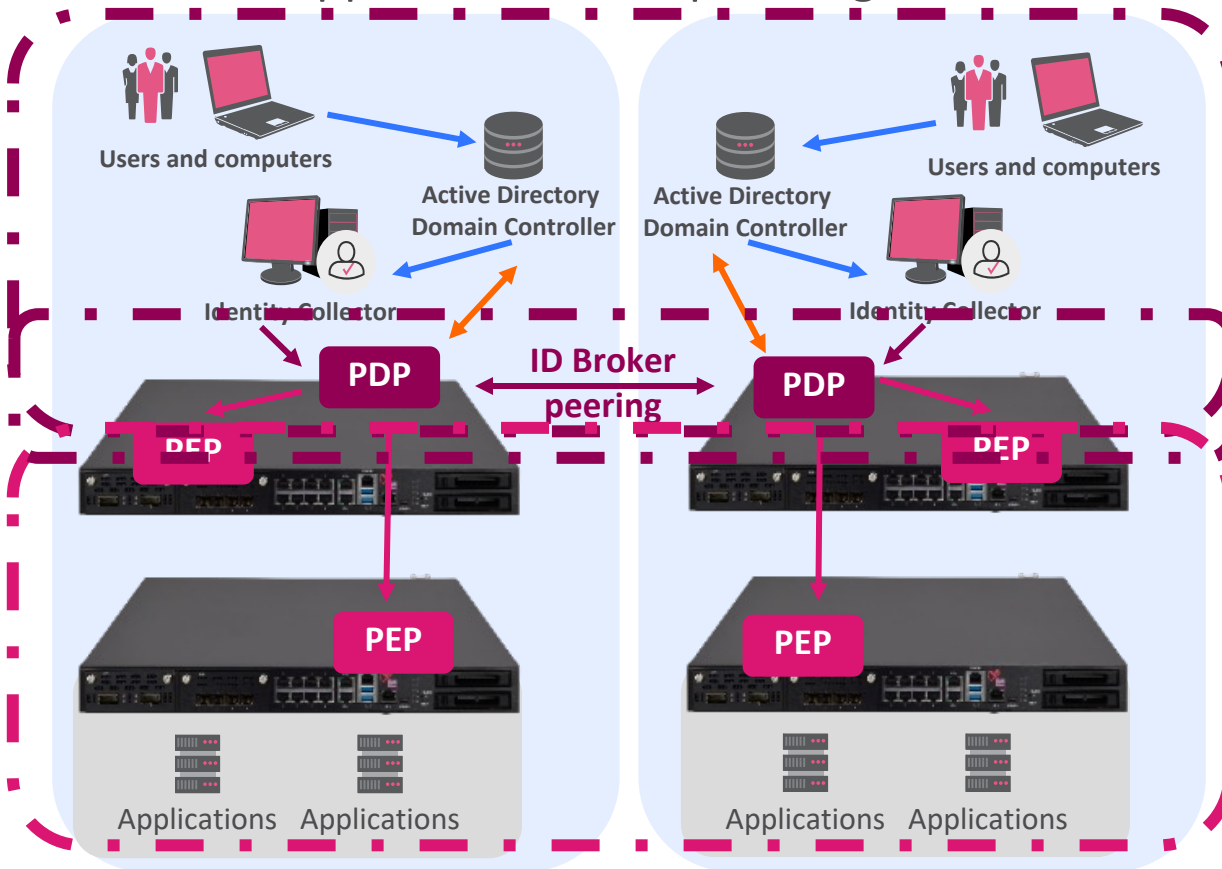 Users and computers
Active Directory
Domain Controller
Identity Collector
PDP
PEP
PEP
Applications
Applications
ID Broker
peering
Users and computers
Active Directory
Domain Controller
Identity Collector
PDP
PEP
PEP
Applications
Applications